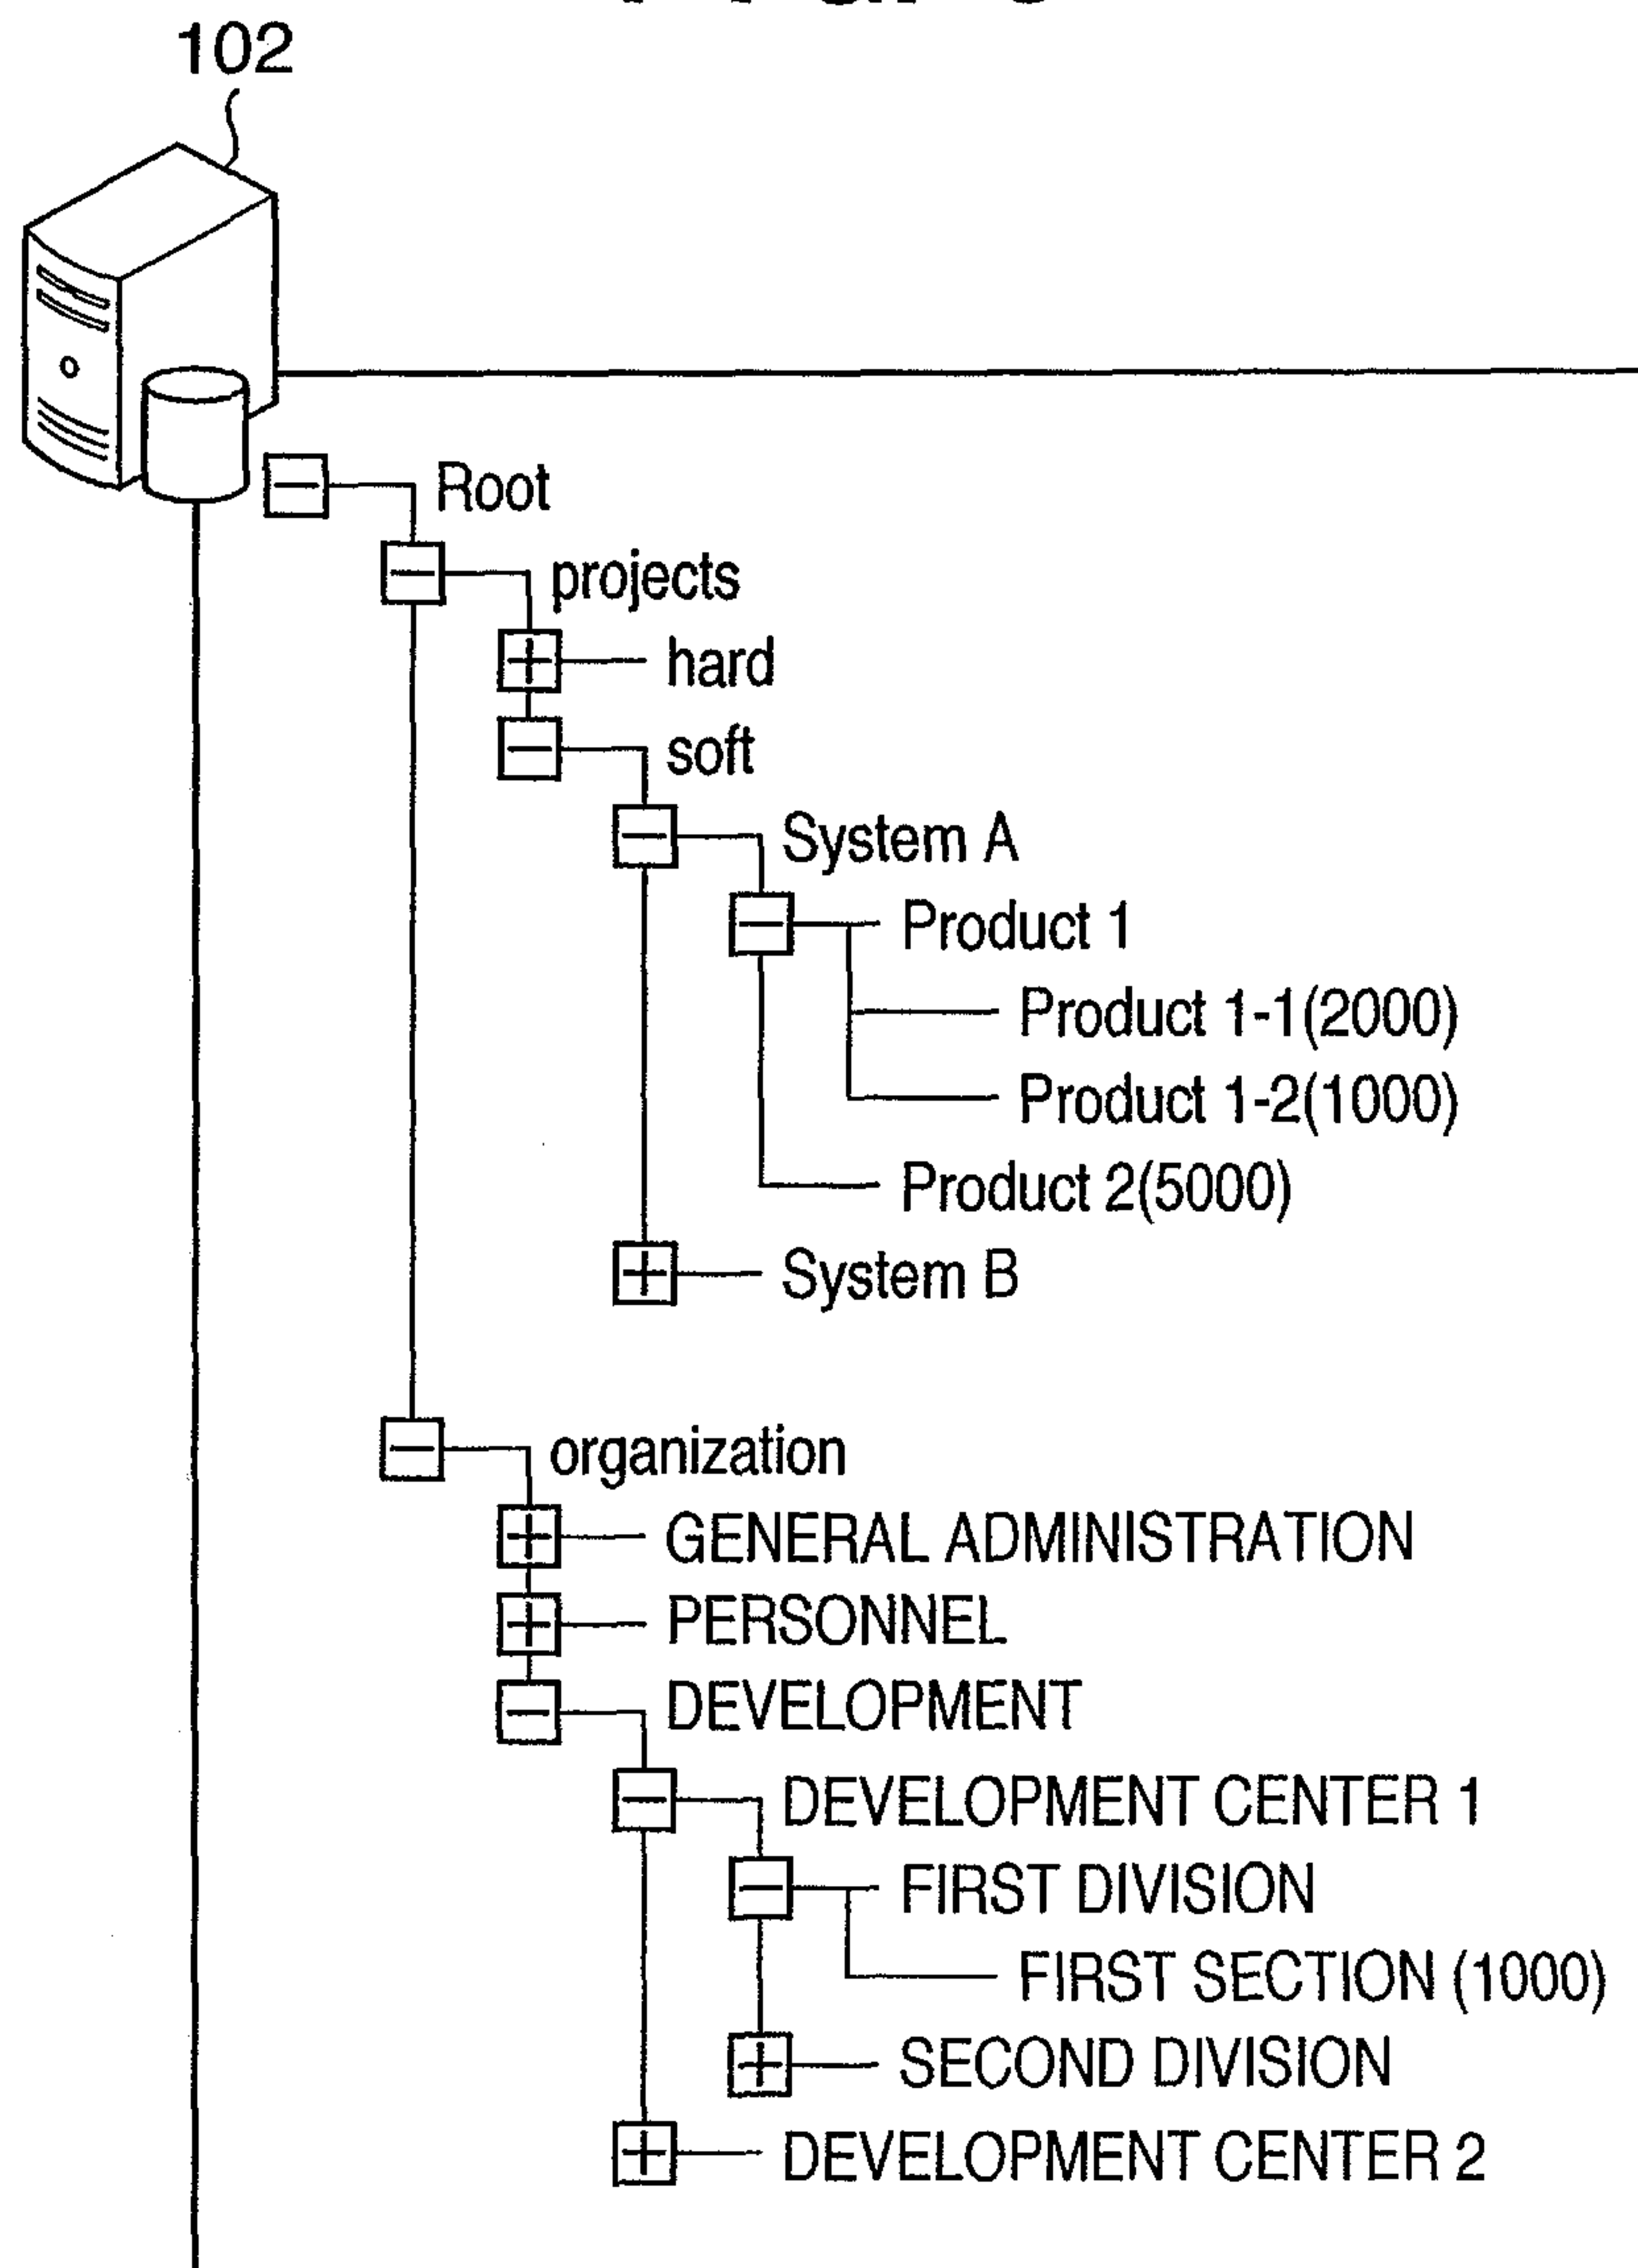 102
Root
projects
hard
soft
System A
Product 1
Product 1-1(2000)
Product 1-2(1000)
Product 2(5000)
System B
organization
GENERAL ADMINISTRATION
PERSONNEL
DEVELOPMENT
DEVELOPMENT CENTER 1
FIRST DIVISION
FIRST SECTION (1000)
SECOND DIVISION
DEVELOPMENT CENTER 2